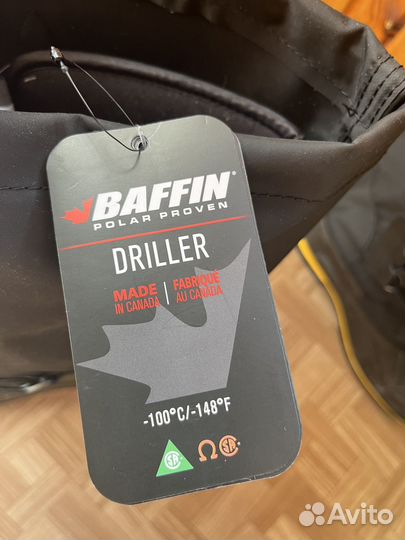 BAFFIN
POLAR PROVEN
DRILLER
MADE IN CANADA | FABRIQUÉ AU CANADA
-100°C/-148°F
Avito